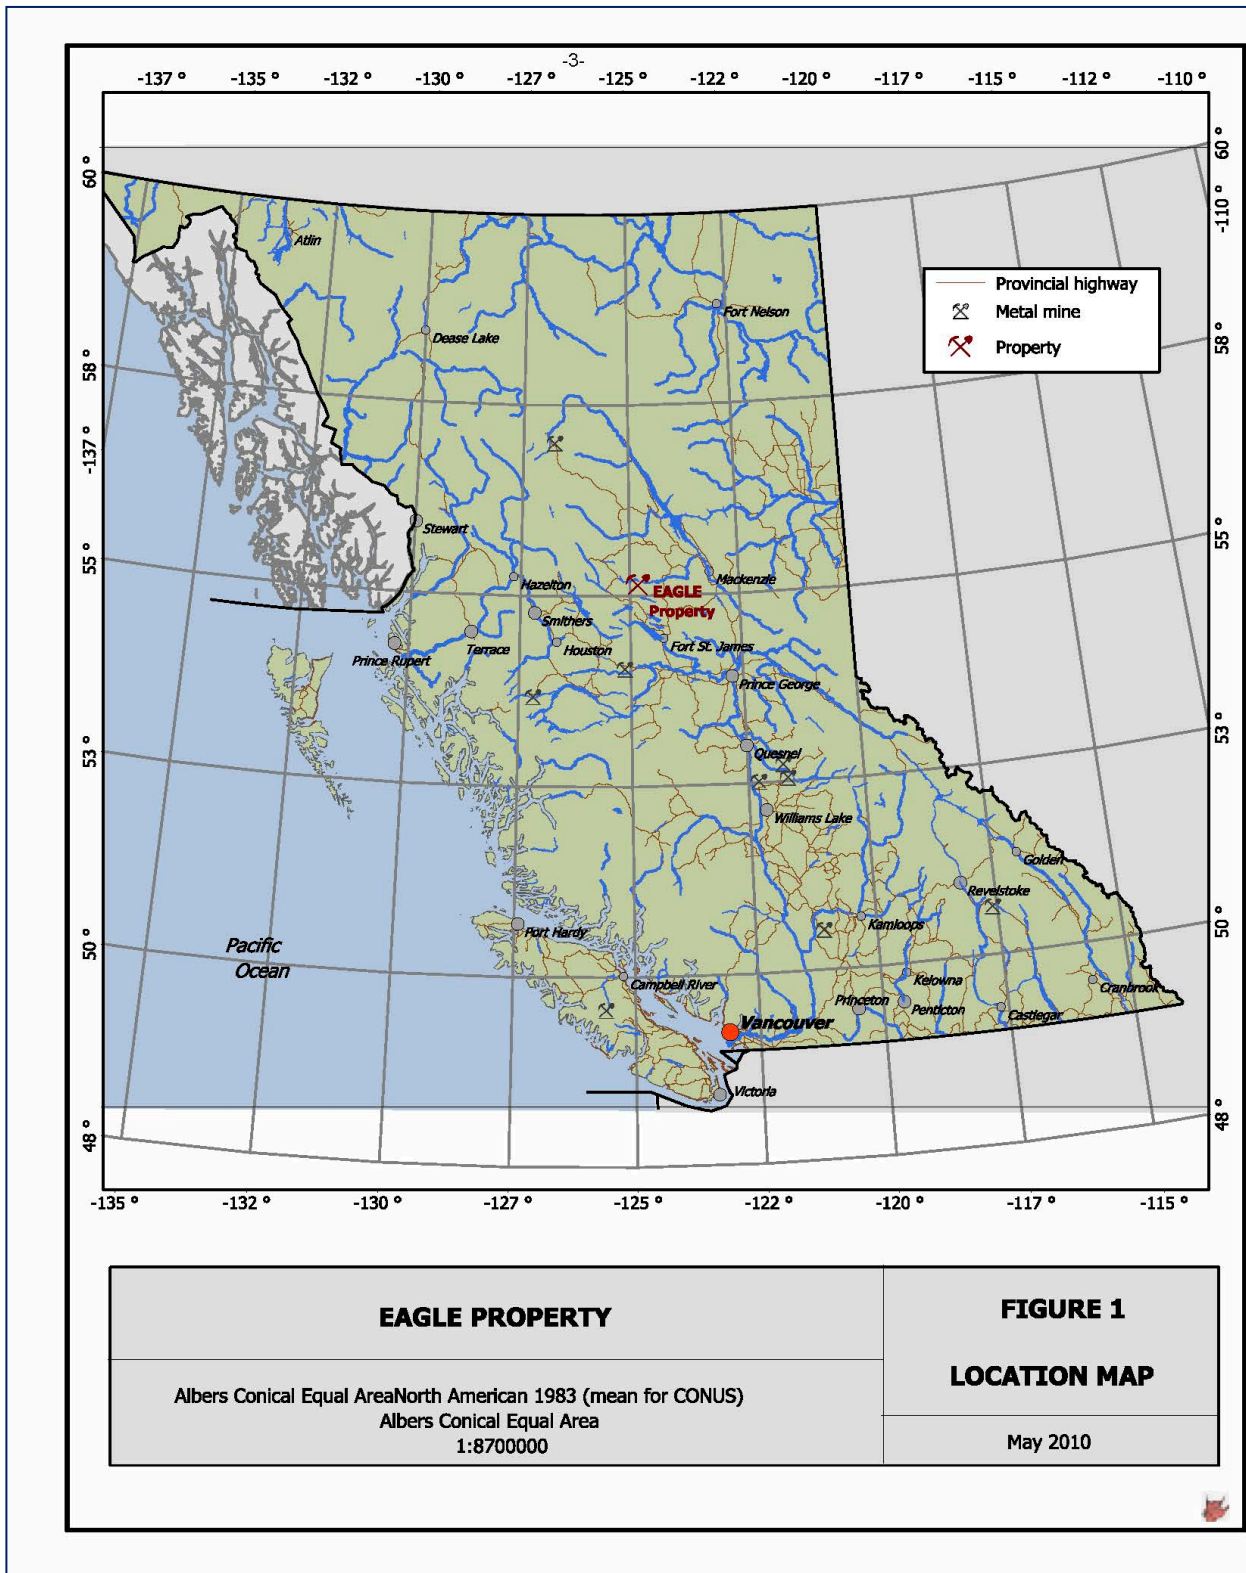 -3-
-137 ° -135 ° -132 ° -130 ° -127 ° -125 ° -122 ° -120 ° -117 ° -115 ° -112 ° -110 °
60 °
60 °
-110 °
Atlin
Provincial highway
Fort Nelson
Metal mine
Dease Lake
58 °
Property
58 °
-137 °
Stewart
55 °
55 °
Hazelton
Mackenzie
EAGLE
Property
Smithers
Terrace
Houston
Fort St. James
Prince Rupert
Prince George
53 °
53 °
Quesnel
Williams Lake
Golden
Revelstoke
Kamloops
50 °
50 °
Port Hardy
Pacific
Ocean
Campbell River
Kelowna
Cranbrook
Princeton
Penticton
Castlegar
Vancouver
Victoria
48 °
48 °
-135 ° -132 ° -130 ° -127 ° -125 ° -122 ° -120 ° -117 ° -115 °
EAGLE PROPERTY
FIGURE 1
LOCATION MAP
Albers Conical Equal AreaNorth American 1983 (mean for CONUS)
Albers Conical Equal Area
1:8700000
May 2010